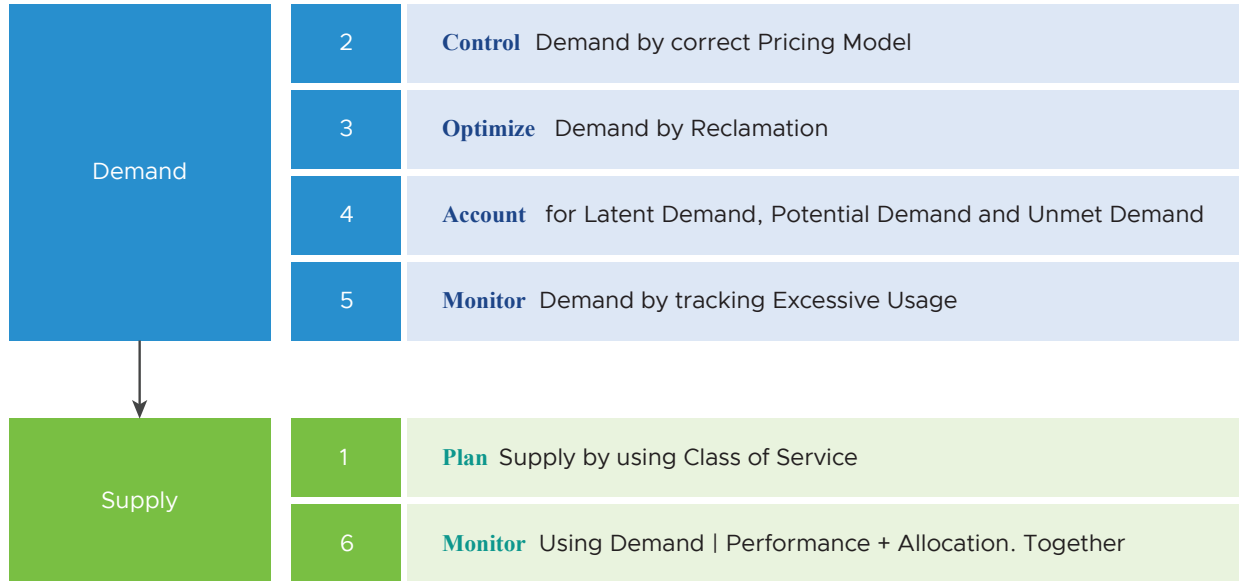 Demand
2 Control Demand by correct Pricing Model
3 Optimize Demand by Reclamation
4 Account for Latent Demand, Potential Demand and Unmet Demand
5 Monitor Demand by tracking Excessive Usage
Supply
1 Plan Supply by using Class of Service
6 Monitor Using Demand | Performance + Allocation. Together